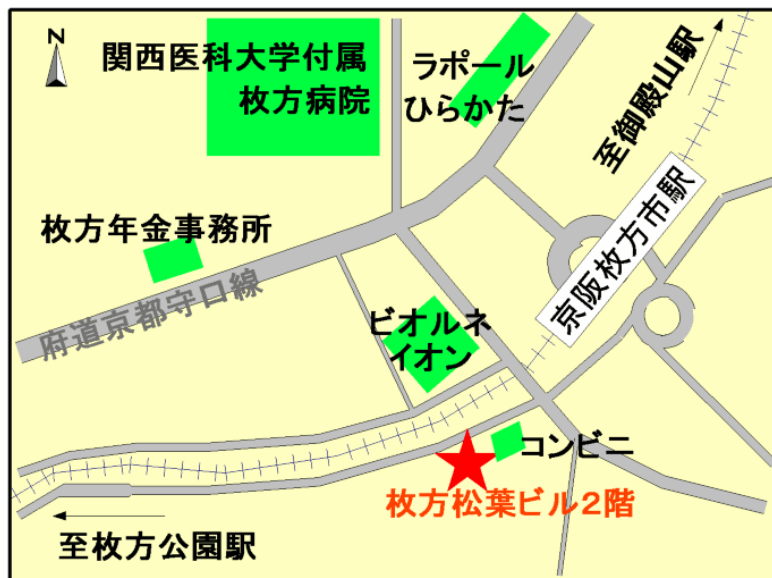 N
関西医科大学付属
枚方病院
ラポール
ひらかた
至御殿山駅
枚方年金事務所
京阪枚方市駅
府道京都守口線
ビオルネ
イオン
コンビニ
枚方松葉ビル２階
至枚方公園駅